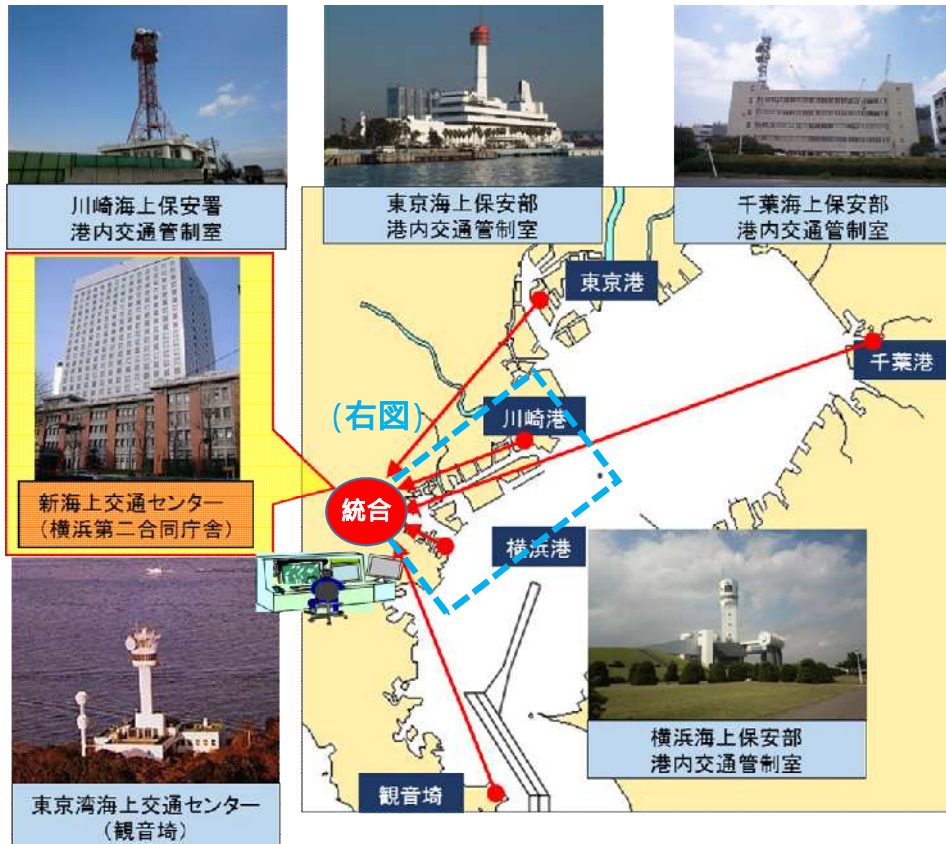 川崎海上保安署
港内交通管制室
東京海上保安部
港内交通管制室
千葉海上保安部
港内交通管制室
東京港
千葉港
(右図)
川崎港
統合
新海上交通センター
(横浜第二合同庁舎)
横浜港
横浜海上保安部
港内交通管制室
観音埼
東京湾海上交通センター
(観音埼)